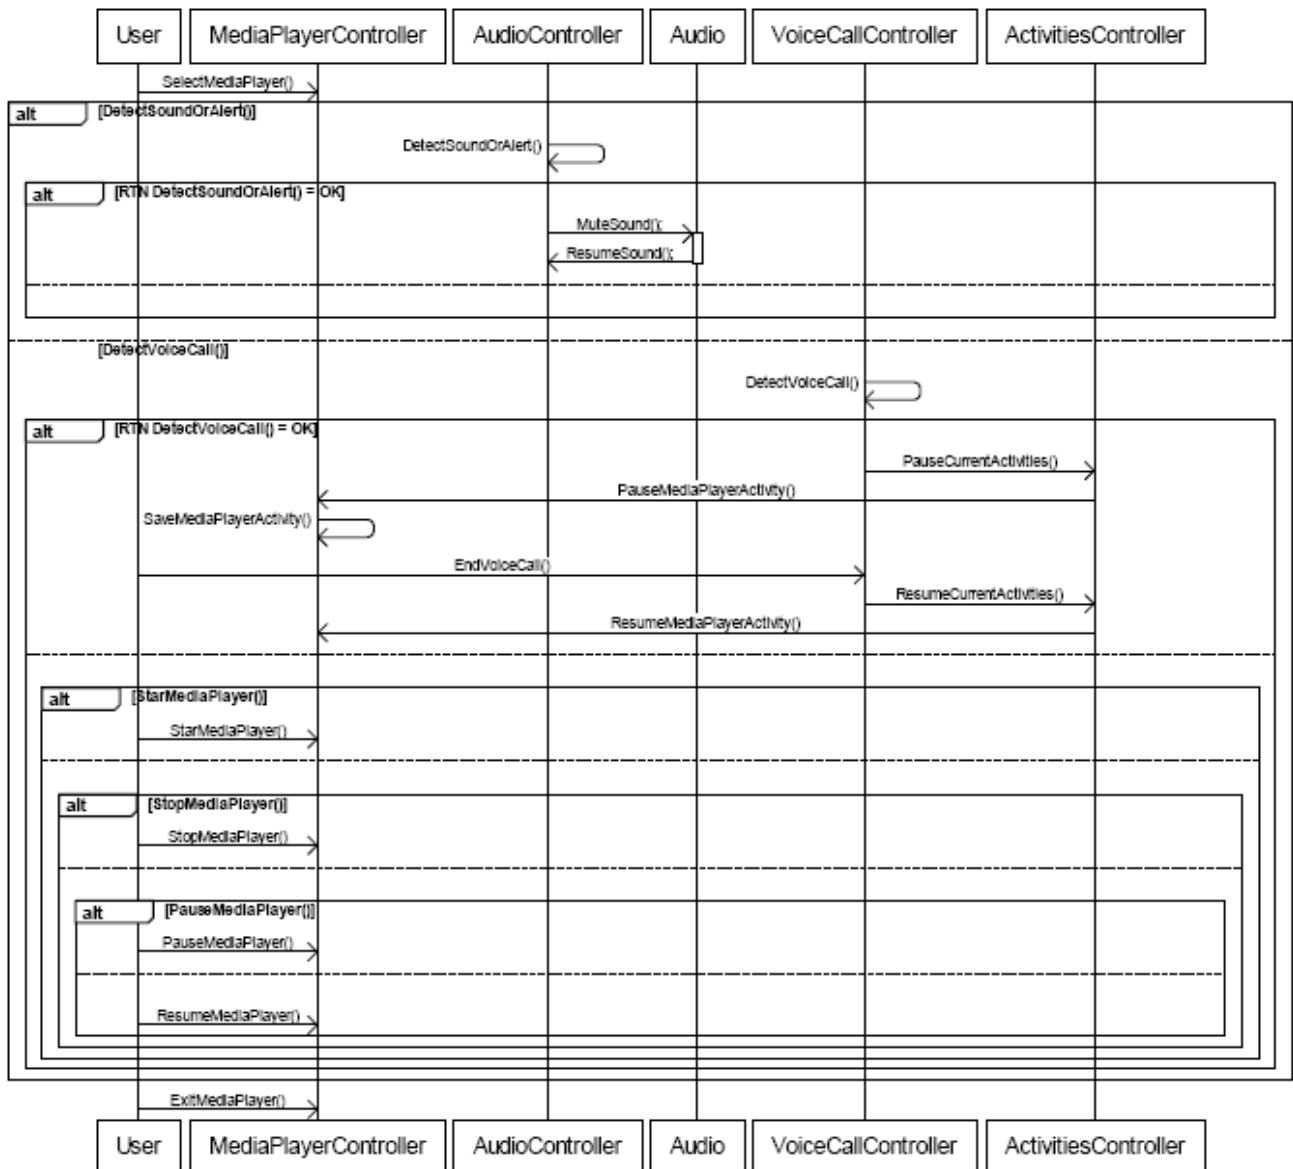 User MediaPlayerController AudioController Audio VoiceCallController ActivitiesController
SelectMediaPlayer()
alt [DetectSoundOrAlert()]
DetectSoundOrAlert()
alt [RTN DetectSoundOrAlert() = OK]
MuteSound();
ResumeSound();
[DetectVoiceCall()]
DetectVoiceCall()
alt [RTN DetectVoiceCall() = OK]
PauseCurrentActivities()
PauseMediaPlayerActivity()
SaveMediaPlayerActivity()
EndVoiceCall()
ResumeCurrentActivities()
ResumeMediaPlayerActivity()
alt [StarMediaPlayer()]
StarMediaPlayer()
alt [StopMediaPlayer()]
StopMediaPlayer()
alt [PauseMediaPlayer()]
PauseMediaPlayer()
ResumeMediaPlayer()
ExitMediaPlayer()
User MediaPlayerController AudioController Audio VoiceCallController ActivitiesController